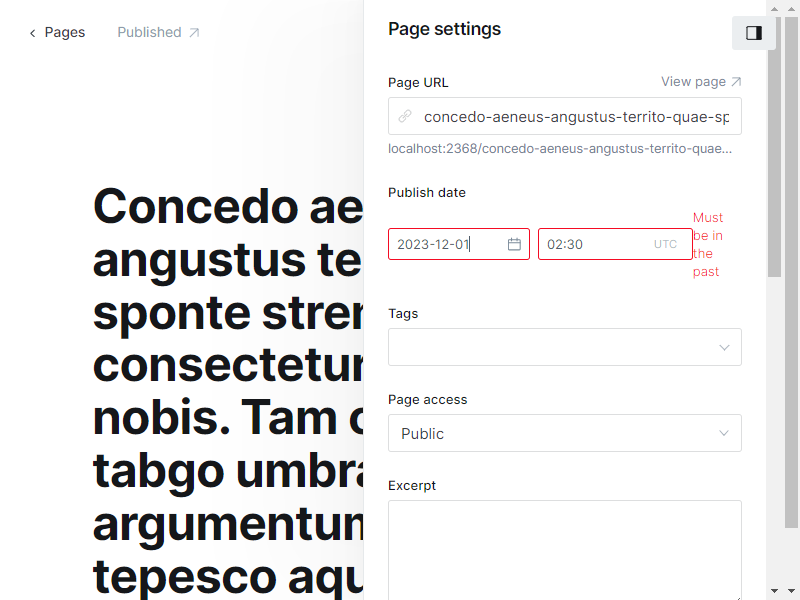 Pages
Published
Page settings
Page URL
View page
concedo-aeneus-angustus-territo-quae-sp
localhost:2368/concedo-aeneus-angustus-territo-quae...
Publish date
2023-12-01
02:30
UTC
Must
be in
the
past
Tags
Page access
Public
Excerpt
Concedo ae
angustus te
sponte stre
consectetur
nobis. Tam
tabgo umbra
argumentum
tepesco aqu